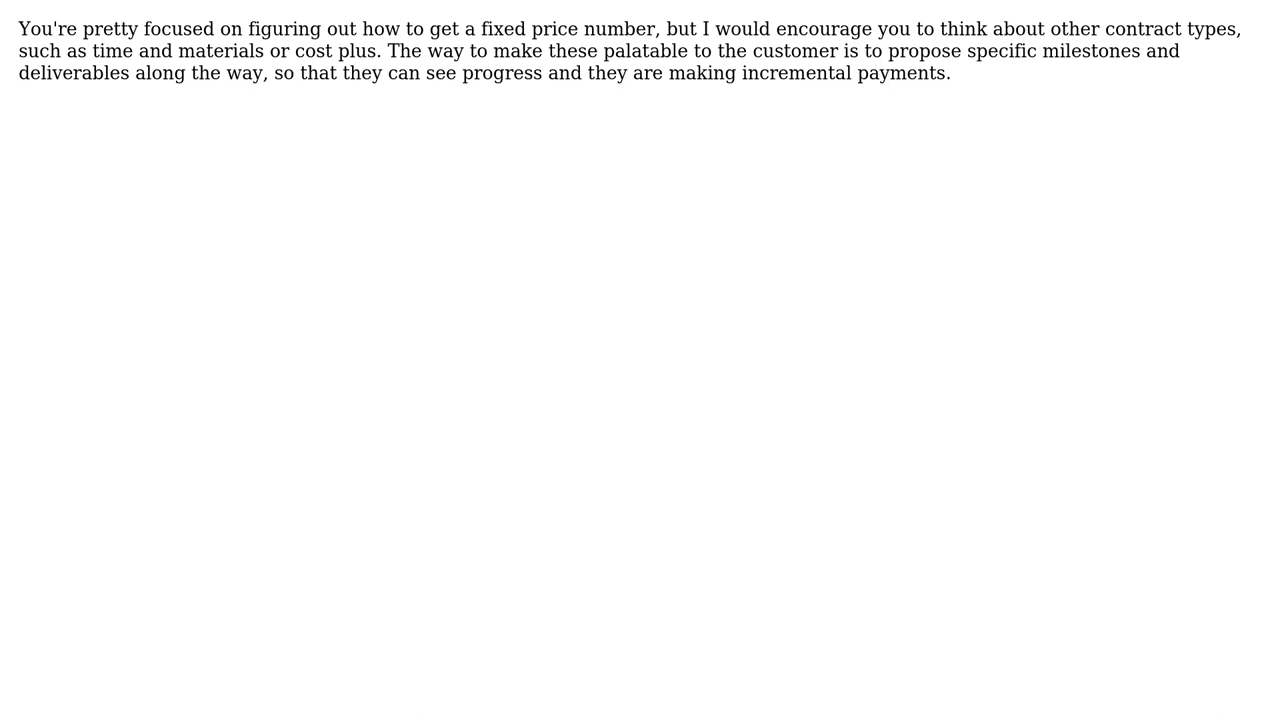 You're pretty focused on figuring out how to get a fixed price number, but I would encourage you to think about other contract types,
such as time and materials or cost plus. The way to make these palatable to the customer is to propose specific milestones and
deliverables along the way, so that they can see progress and they are making incremental payments.